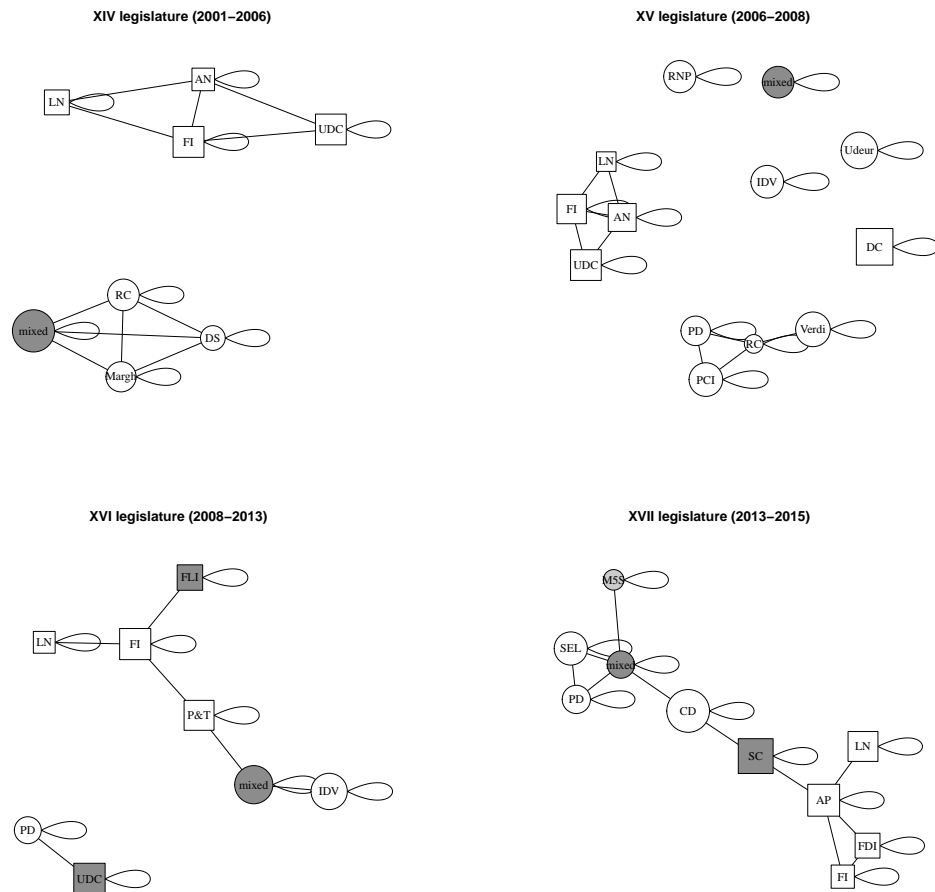 XIV legislature (2001−2006)
XV legislature (2006−2008)
AN
LN
FI
UDC
RC
mixed
DS
Margh
RNP
mixed
Udeur
LN
IDV
FI
AN
DC
UDC
PD
Verdi
RC
PCI
XVI legislature (2008−2013)
XVII legislature (2013−2015)
FLI
LN
FI
P&T
mixed
IDV
PD
UDC
M5S
SEL
mixed
PD
CD
LN
SC
AP
FDI
FI